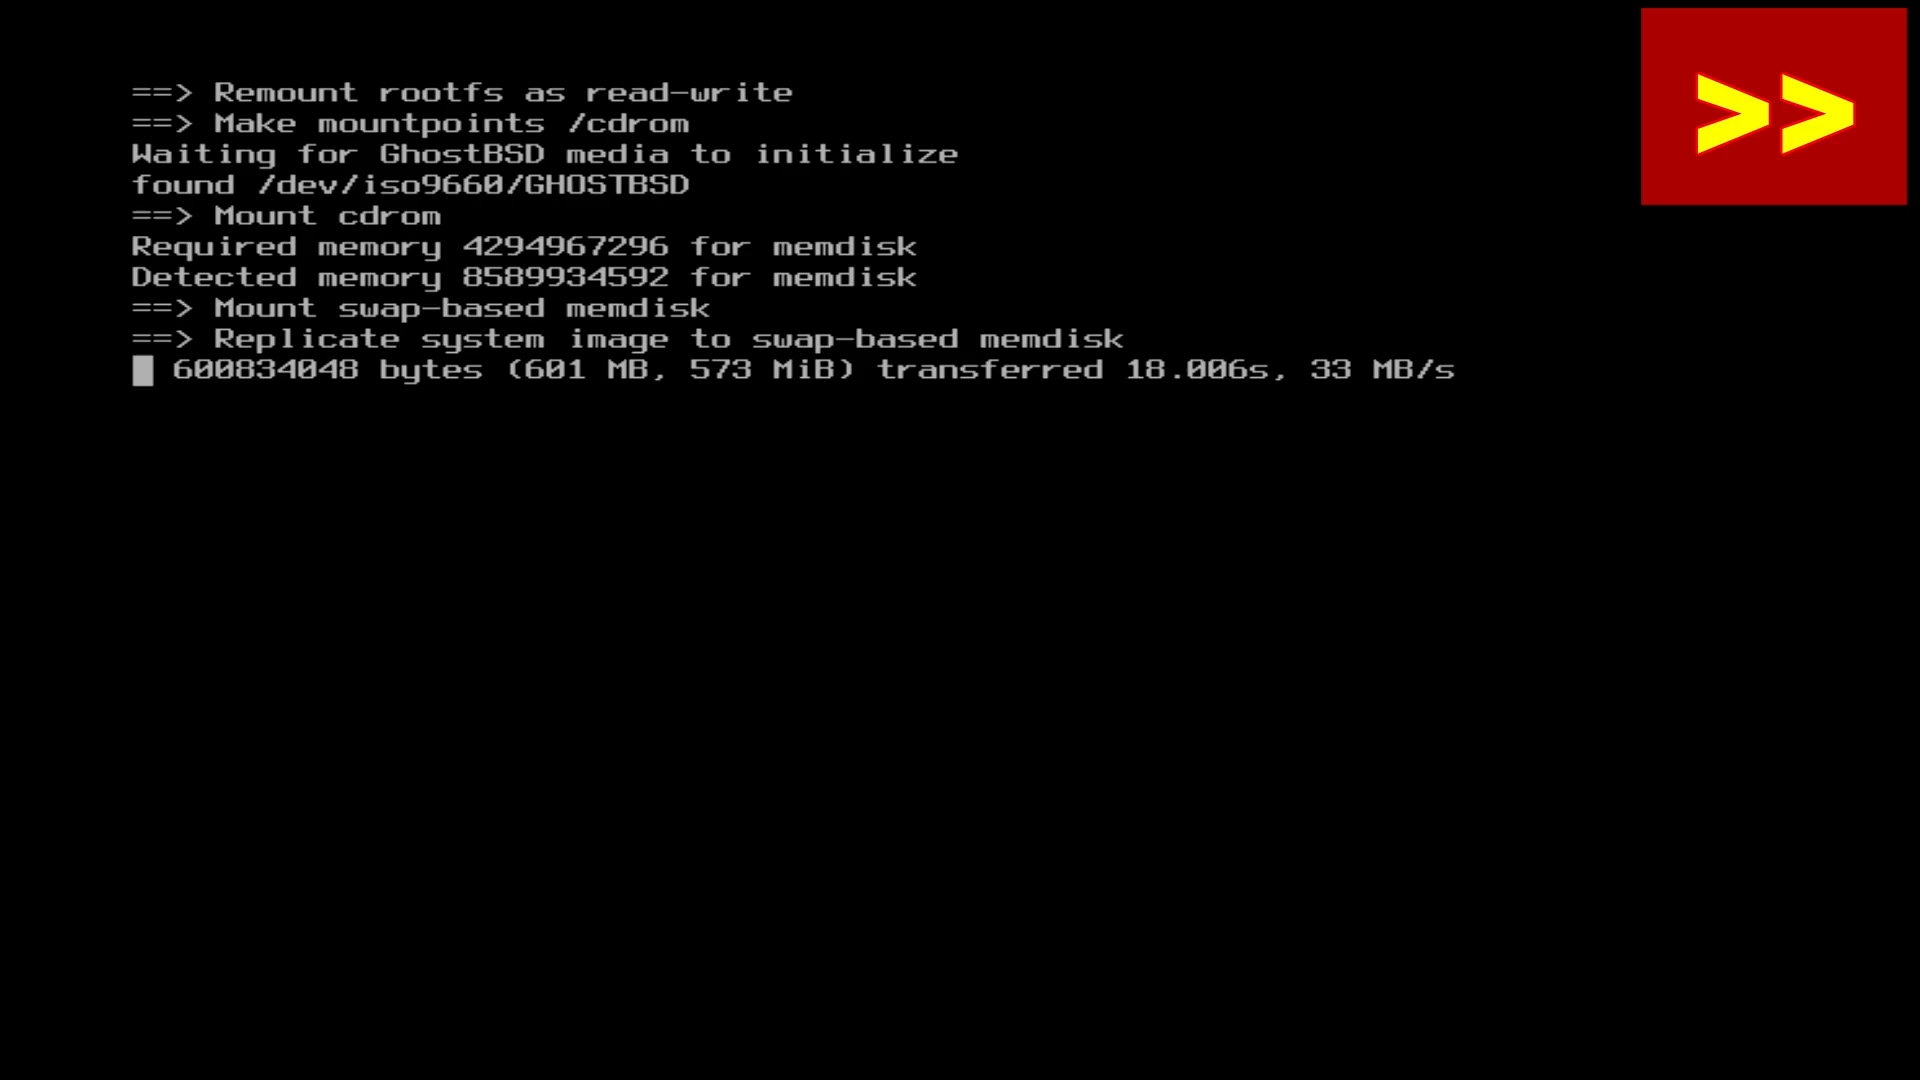 ==> Remount rootfs as read-write
==> Make mountpoints /cdrom
Waiting for GhostBSD media to initialize
found /dev/iso9660/GHOSTBSD
==> Mount cdrom
Required memory 4294967296 for memdisk
Detected memory 8589934592 for memdisk
==> Mount swap-based memdisk
==> Replicate system image to swap-based memdisk
600834048 bytes (601 MB, 573 MiB) transferred 18.006s, 33 MB/s
>>